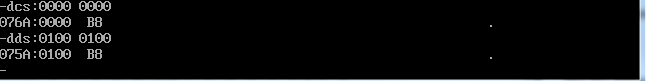 -dcs:0000 0000
076A:0000  B8                                                .
-dds:0100 0100
075A:0100  B8                                                .
-